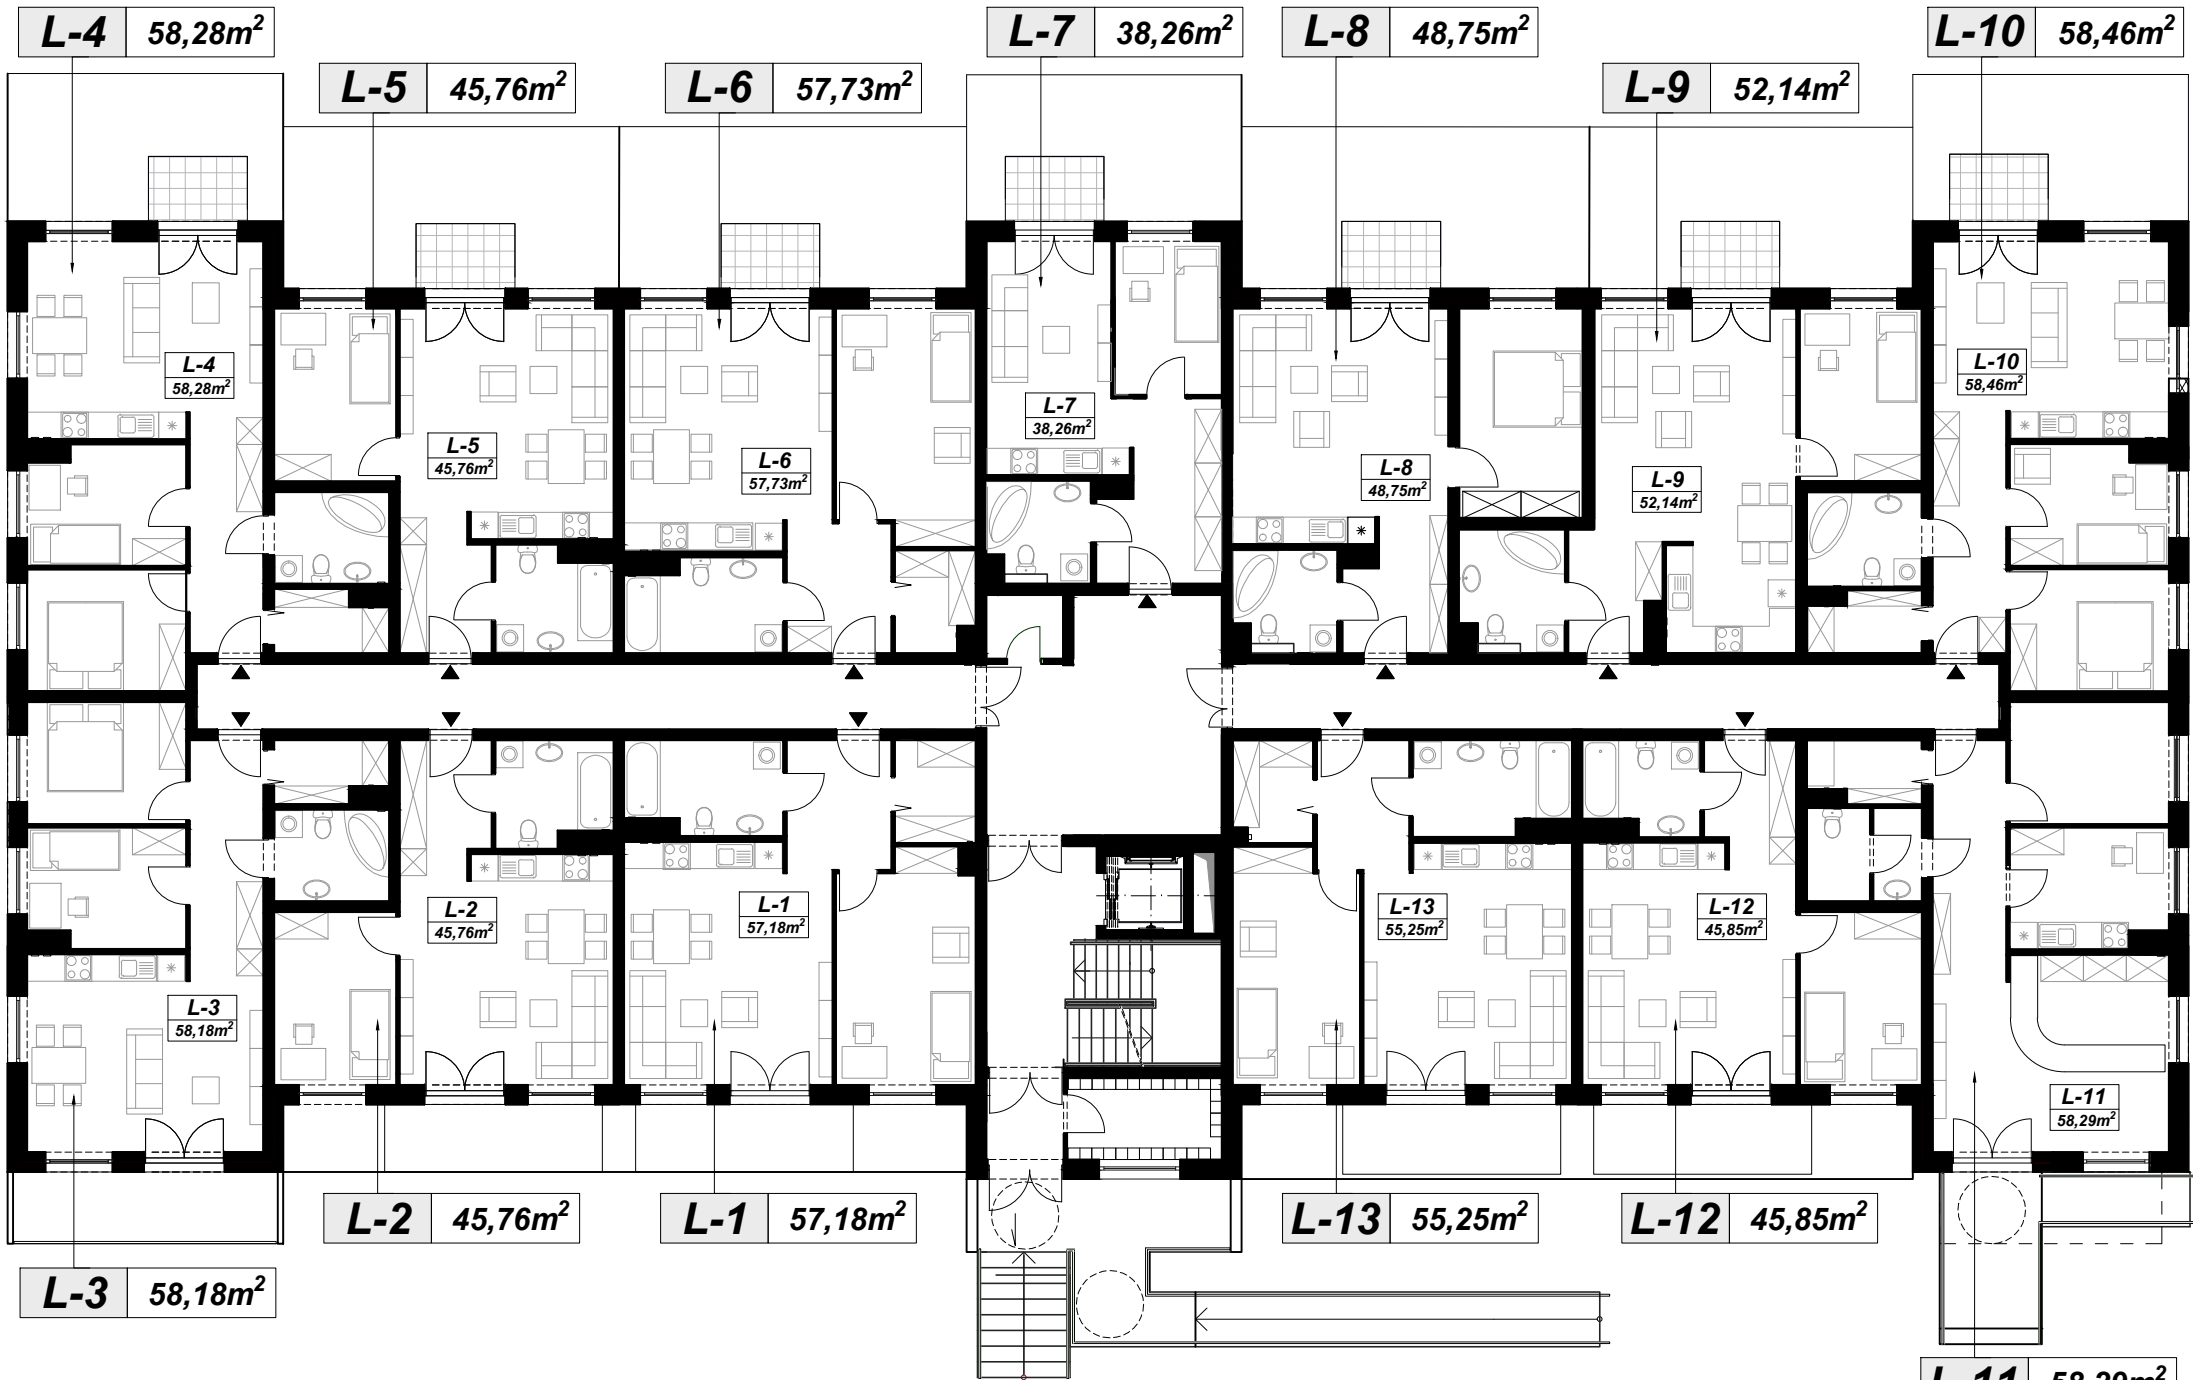 L-4 58,28m²
L-7 38,26m²
L-8 48,75m²
L-10 58,46m²
L-5 45,76m²
L-6 57,73m²
L-9 52,14m²
L-4
58,28m²
L-10
58,46m²
L-7
38,26m²
L-5
45,76m²
L-6
57,73m²
L-8
48,75m²
L-9
52,14m²
L-2
45,76m²
L-1
57,18m²
L-13
55,25m²
L-12
45,85m²
L-3
58,18m²
L-11
58,29m²
L-2 45,76m²
L-1 57,18m²
L-13 55,25m²
L-12 45,85m²
L-3 58,18m²
L-11 58,29m²